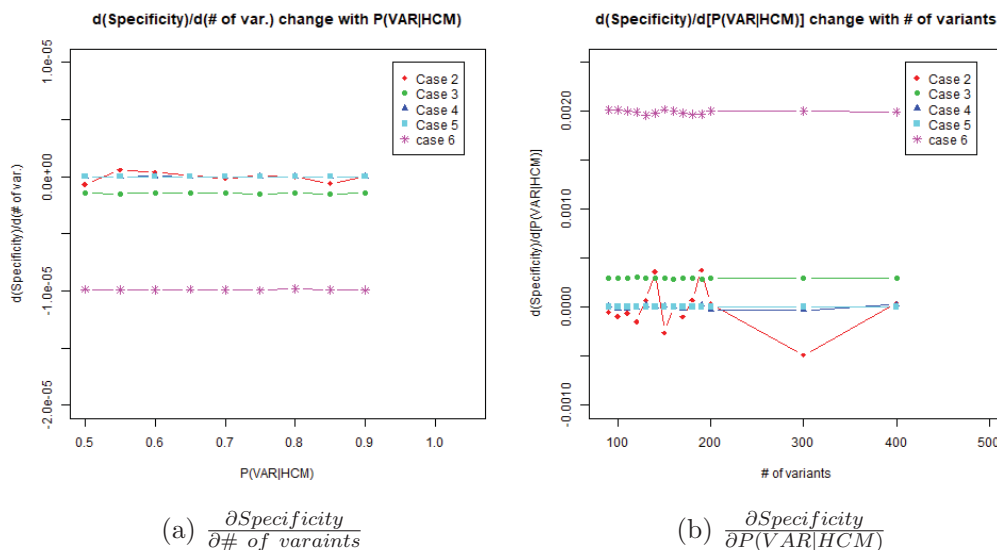 d(Specificity)/d(# of var.) change with P(VAR|HCM)
d(Specificity)/d(# of var.)
1.0e-05
0.0e+00
-1.0e-05
-2.0e-05
Case 2
Case 3
Case 4
Case 5
case 6
0.5 0.6 0.7 0.8 0.9 1.0
P(VAR|HCM)
(a) ∂Specificity / ∂# of varaints
d(Specificity)/d[P(VAR|HCM)] change with # of variants
d(Specificity)/d[P(VAR|HCM)]
0.0020
0.0010
0.0000
-0.0010
Case 2
Case 3
Case 4
Case 5
case 6
100 200 300 400 500
# of variants
(b) ∂Specificity / ∂P(VAR|HCM)